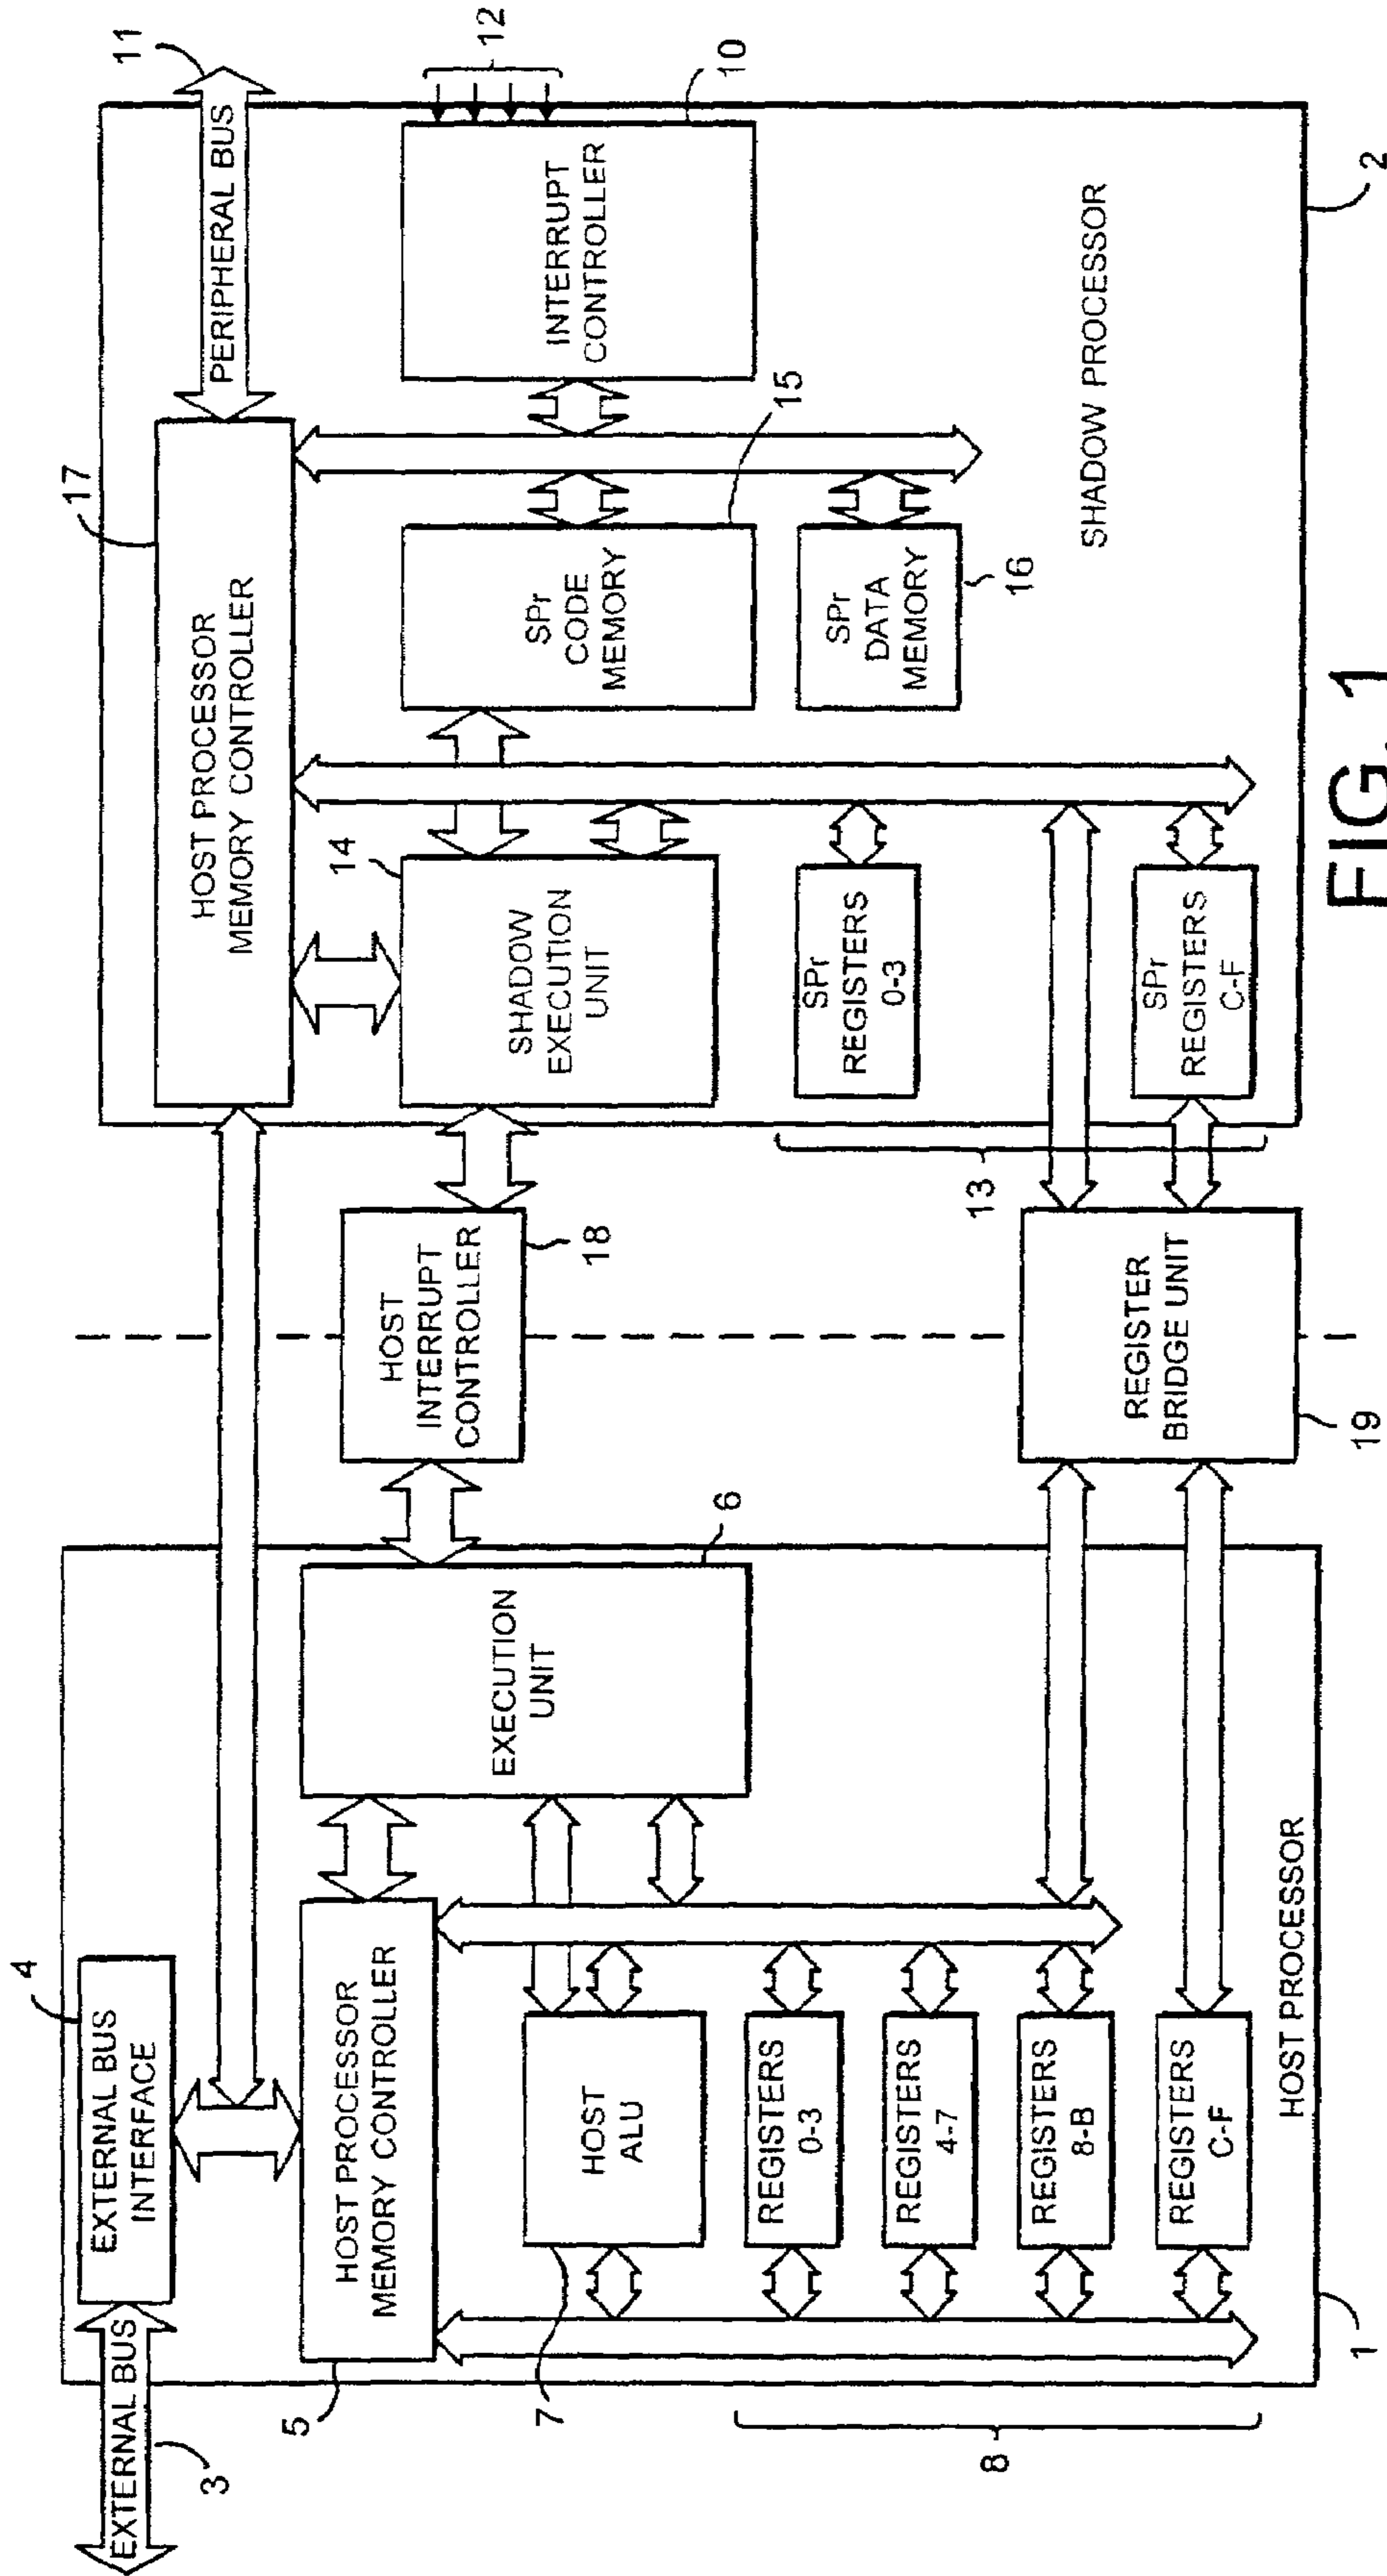 EXTERNAL BUS
3
4
EXTERNAL BUS
INTERFACE
5
HOST PROCESSOR
MEMORY CONTROLLER
EXECUTION
UNIT
6
7
HOST
ALU
8
REGISTERS
0-3
REGISTERS
4-7
REGISTERS
8-B
REGISTERS
C-F
HOST PROCESSOR
1
HOST
INTERRUPT
CONTROLLER
18
REGISTER
BRIDGE UNIT
19
17
HOST PROCESSOR
MEMORY CONTROLLER
PERIPHERAL BUS
11
14
SHADOW
EXECUTION
UNIT
SPr
CODE
MEMORY
15
INTERRUPT
CONTROLLER
12
10
SPr
REGISTERS
0-3
SPr
DATA
MEMORY
16
13
SPr
REGISTERS
C-F
SHADOW PROCESSOR
2
FIG. 1